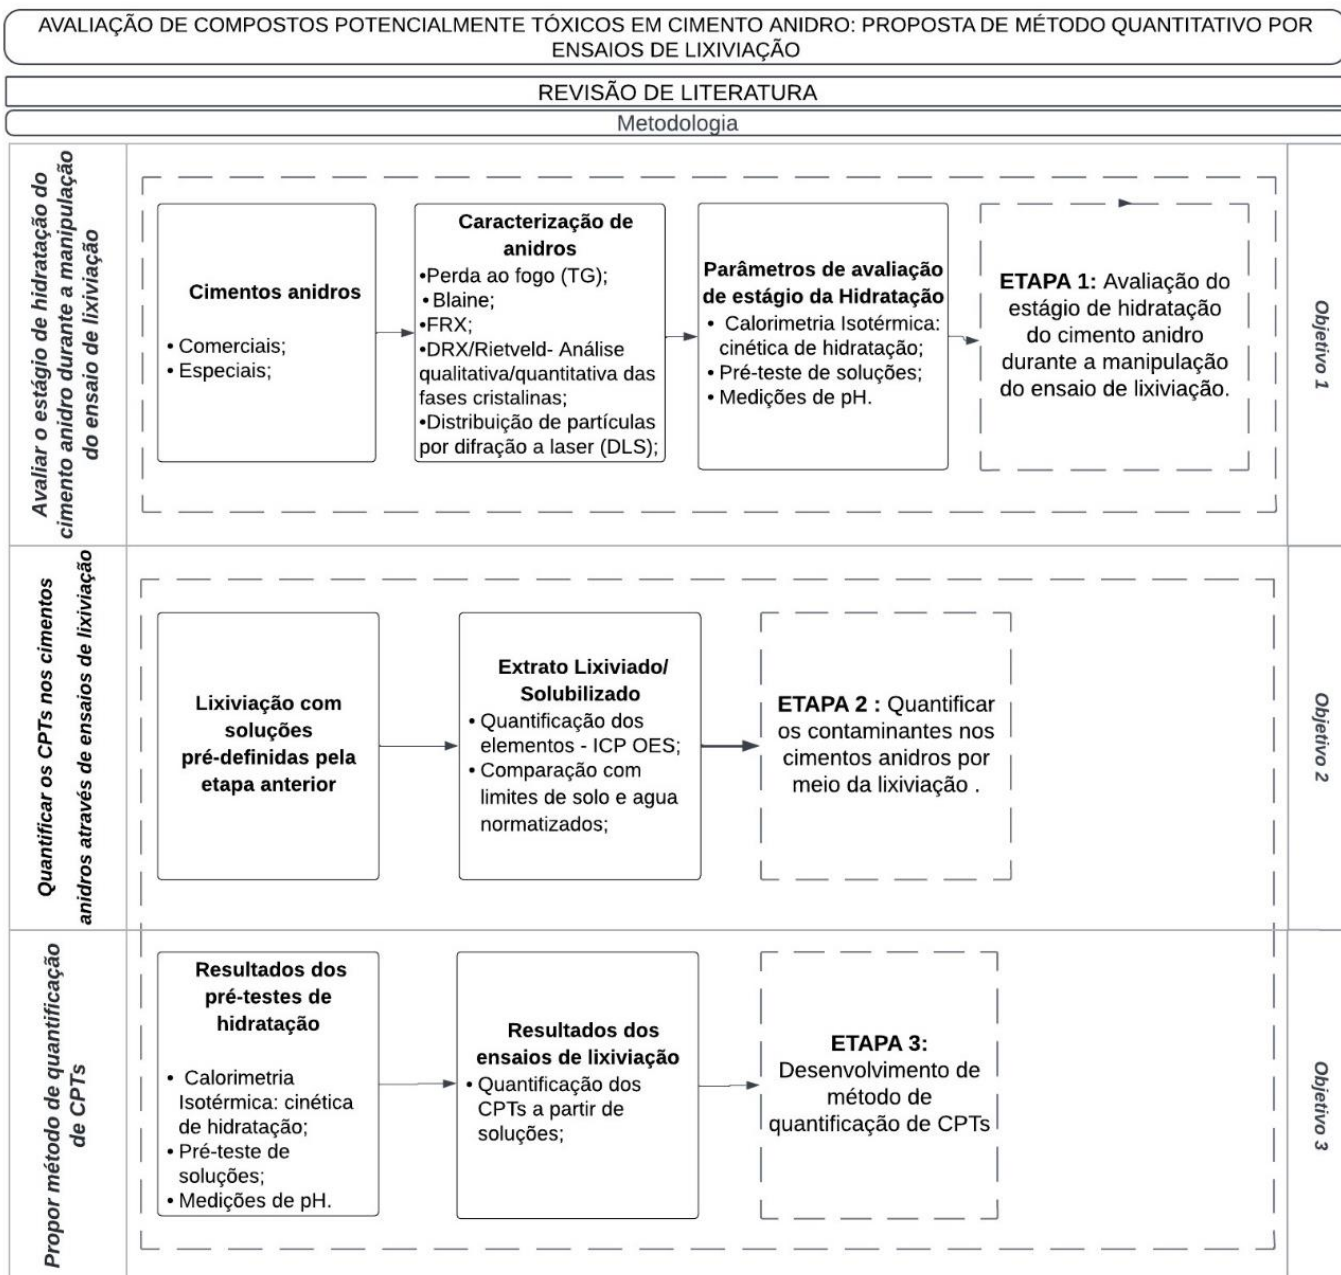 AVALIAÇÃO DE COMPOSTOS POTENCIALMENTE TÓXICOS EM CIMENTO ANIDRO: PROPOSTA DE MÉTODO QUANTITATIVO POR
ENSAIOS DE LIXIVIAÇÃO
REVISÃO DE LITERATURA
Metodologia
Avaliar o estágio de hidratação do
cimento anidro durante a manipulação
do ensaio de lixiviação
Cimentos anidros
• Comerciais;
• Especiais;
Caracterização de
anidros
•Perda ao fogo (TG);
•Blaine;
•FRX;
•DRX/Rietveld- Análise
qualitativa/quantitativa das
fases cristalinas;
•Distribuição de partículas
por difração a laser (DLS);
Parâmetros de avaliação
de estágio da Hidratação
• Calorimetria Isotérmica:
cinética de hidratação;
• Pré-teste de soluções;
• Medições de pH.
ETAPA 1: Avaliação do
estágio de hidratação
do cimento anidro
durante a manipulação
do ensaio de lixiviação.
Objetivo 1
Quantificar os CPTs nos cimentos
anidros através de ensaios de lixiviação
Lixiviação com
soluções
pré-definidas pela
etapa anterior
Extrato Lixiviado/
Solubilizado
• Quantificação dos
elementos - ICP OES;
• Comparação com
limites de solo e agua
normatizados;
ETAPA 2 : Quantificar
os contaminantes nos
cimentos anidros por
meio da lixiviação .
Objetivo 2
Propor método de quantificação
de CPTs
Resultados dos
pré-testes de
hidratação
• Calorimetria
Isotérmica: cinética
de hidratação;
• Pré-teste de
soluções;
• Medições de pH.
Resultados dos
ensaios de lixiviação
• Quantificação dos
CPTs a partir de
soluções;
ETAPA 3:
Desenvolvimento de
método de
quantificação de CPTs
Objetivo 3